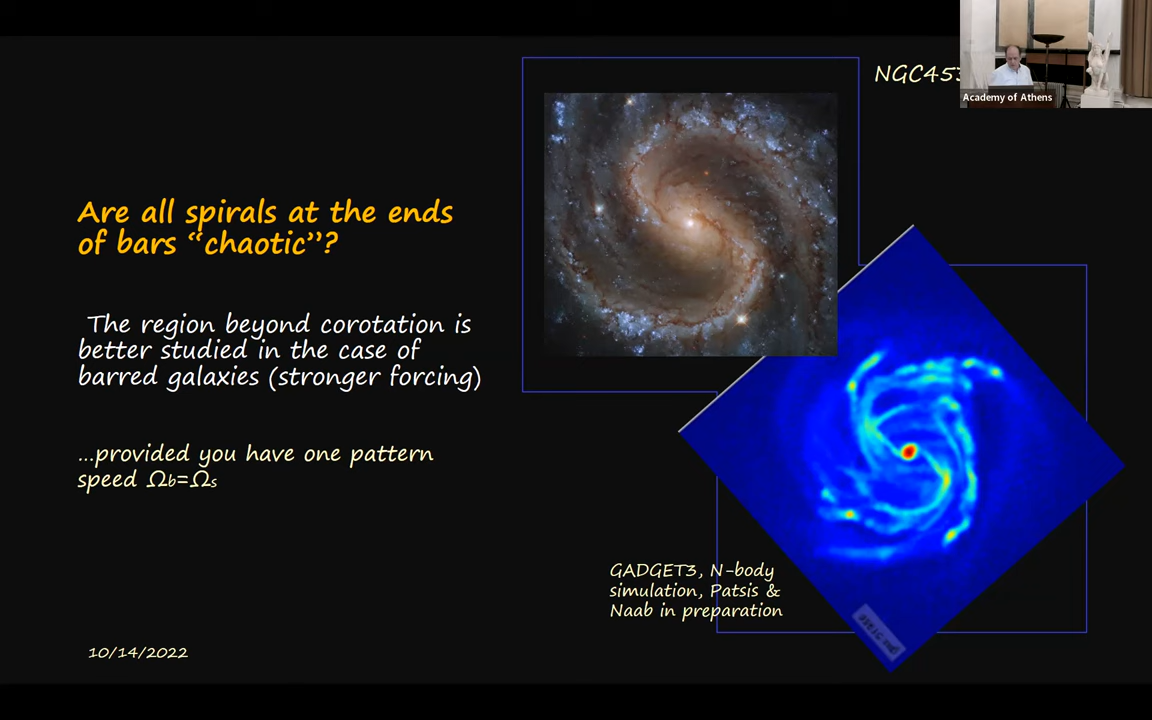 Are all spirals at the ends
of bars “chaotic”?
The region beyond corotation is
better studied in the case of
barred galaxies (stronger forcing)
...provided you have one pattern
speed Ωb=Ωs
10/14/2022
Academy of Athens
GADGET3, N-body
simulation, Patsis &
Naab in preparation